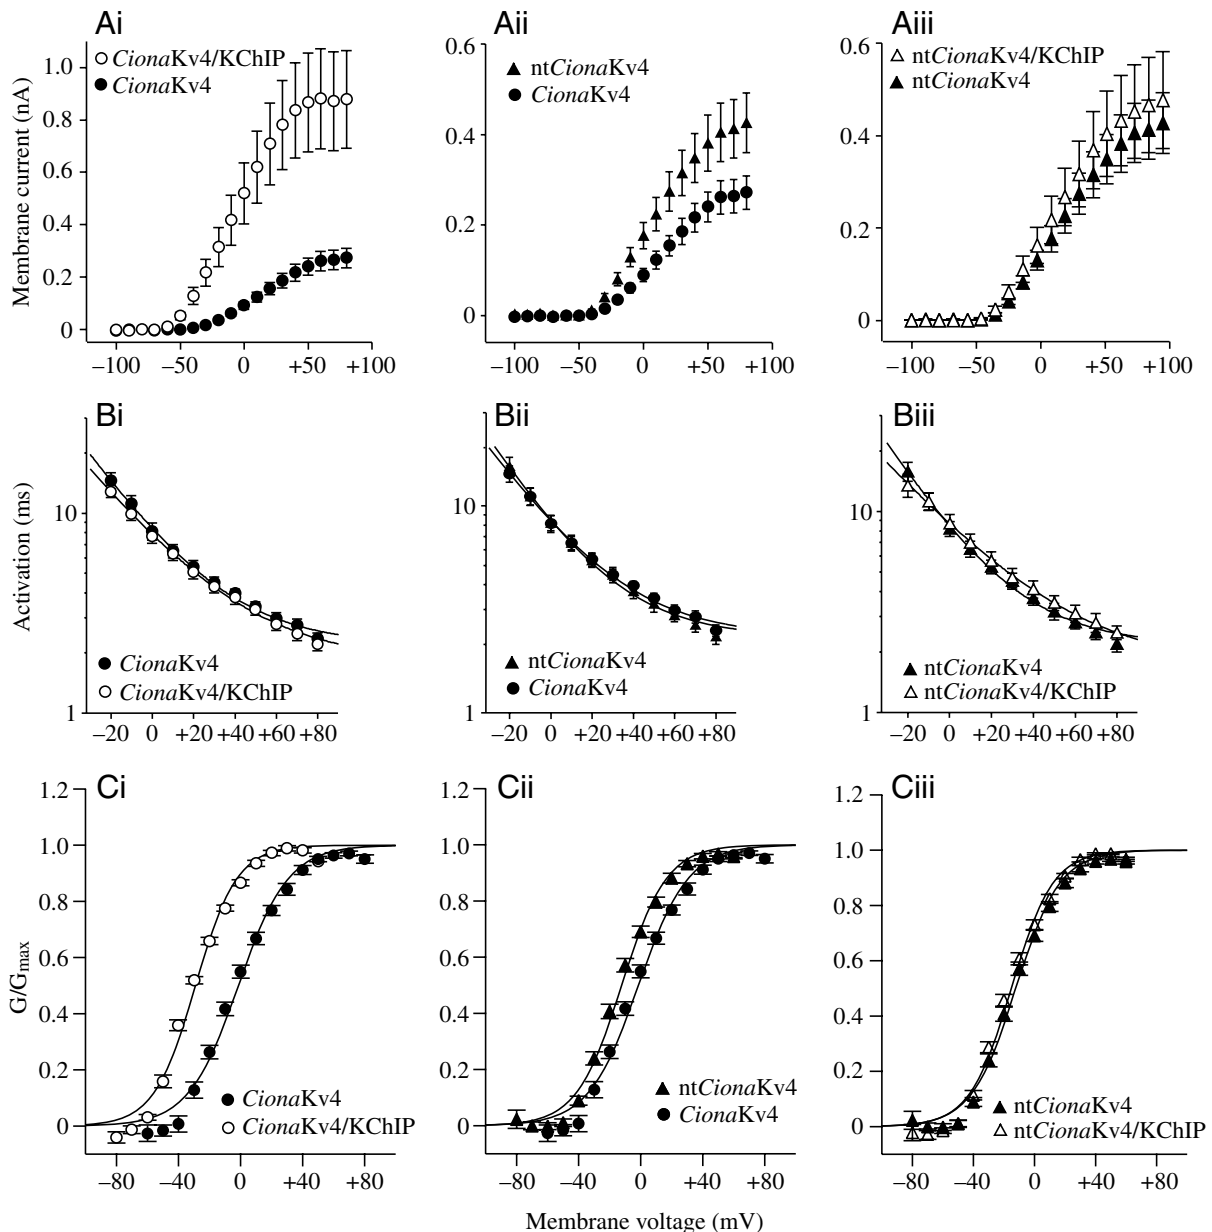 Ai
Aii
Aiii
Membrane current (nA)
1.0
0.8
0.6
0.4
0.2
0
CionaKv4/KChIP
CionaKv4
−100
−50
0
+50
+100
0.6
0.4
0.2
0
ntCionaKv4
CionaKv4
−100
−50
0
+50
+100
0.6
0.4
0.2
0
ntCionaKv4/KChIP
ntCionaKv4
−100
−50
0
+50
+100
Bi
Bii
Biii
Activation (ms)
10
1
CionaKv4
CionaKv4/KChIP
−20
0
+20
+40
+60
+80
10
1
ntCionaKv4
CionaKv4
−20
0
+20
+40
+60
+80
10
1
ntCionaKv4
ntCionaKv4/KChIP
−20
0
+20
+40
+60
+80
Ci
Cii
Ciii
G/Gmax
1.2
1.0
0.8
0.6
0.4
0.2
0
CionaKv4
CionaKv4/KChIP
−80
−40
0
+40
+80
1.2
1.0
0.8
0.6
0.4
0.2
0
ntCionaKv4
CionaKv4
−80
−40
0
+40
+80
1.2
1.0
0.8
0.6
0.4
0.2
0
ntCionaKv4
ntCionaKv4/KChIP
−80
−40
0
+40
+80
Membrane voltage (mV)